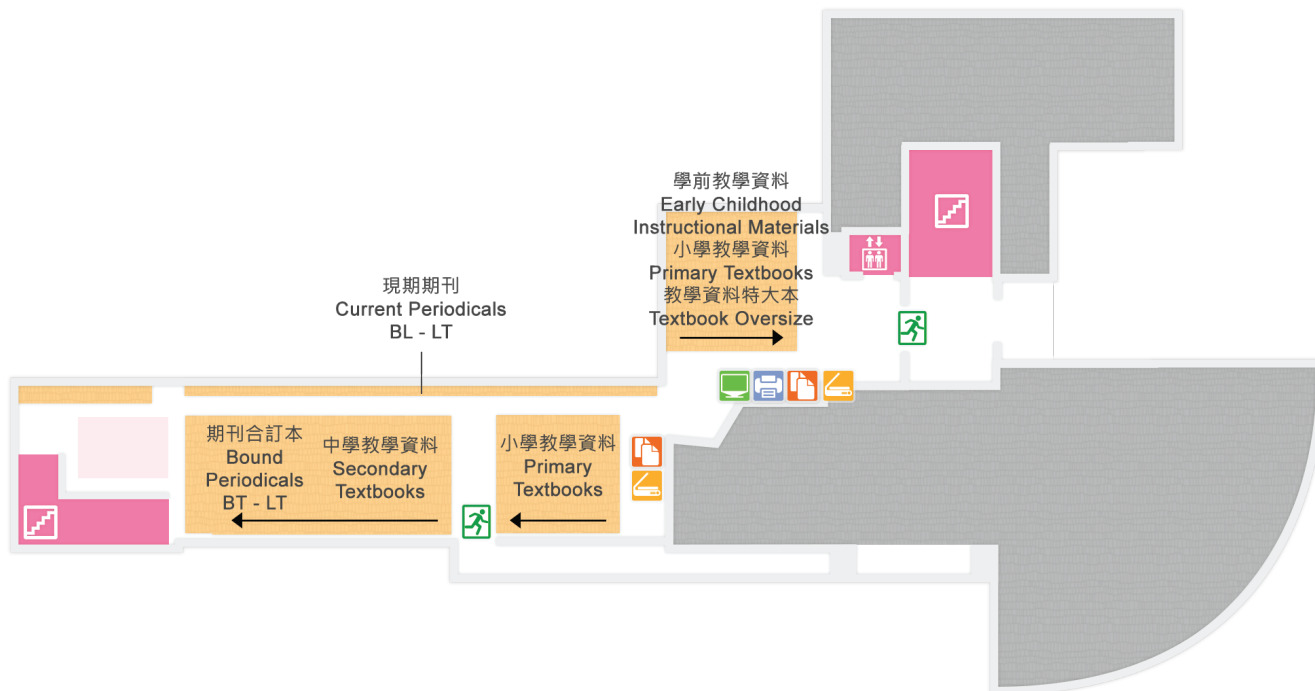 學前教學資料
Early Childhood
Instructional Materials
小學教學資料
Primary Textbooks
教學資料特大本
Textbook Oversize
現期期刊
Current Periodicals
BL - LT
期刊合訂本
Bound
Periodicals
BT - LT
中學教學資料
Secondary
Textbooks
小學教學資料
Primary
Textbooks